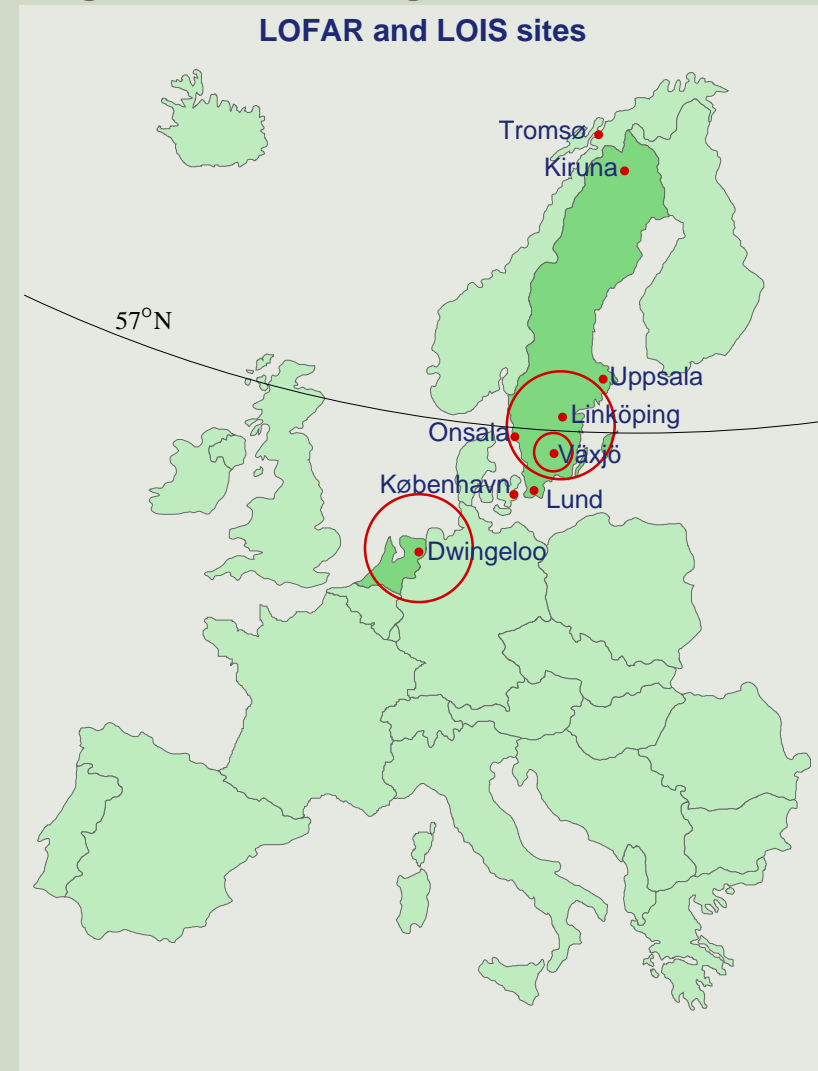 LOFAR and LOIS sites
Tromsø
Kiruna
57°N
Uppsala
Linköping
Onsala
Växjö
København
Lund
Dwingeloo